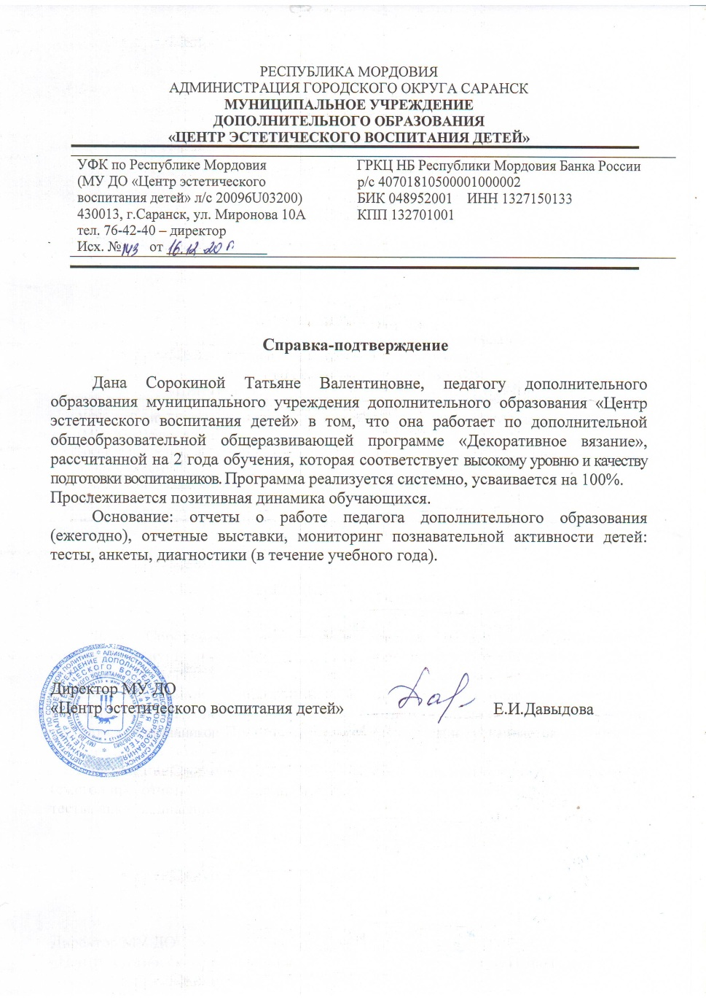 РЕСПУБЛИКА МОРДОВИЯ
АДМИНИСТРАЦИЯ ГОРОДСКОГО ОКРУГА САРАНСК
МУНИЦИПАЛЬНОЕ УЧРЕЖДЕНИЕ
ДОПОЛНИТЕЛЬНОГО ОБРАЗОВАНИЯ
«ЦЕНТР ЭСТЕТИЧЕСКОГО ВОСПИТАНИЯ ДЕТЕЙ»
УФК по Республике Мордовия
(МУ ДО «Центр эстетического
воспитания детей» л/с 20096U03200)
430013, г.Саранск, ул. Миронова 10А
тел. 76-42-40 – директор
Исх. №143 от 16.12 20 г.
ГРКЦ НБ Республики Мордовия Банка России
р/с 40701810500001000002
БИК 048952001 ИНН 1327150133
КПП 132701001
Справка-подтверждение
Дана Сорокиной Татьяне Валентиновне, педагогу дополнительного
образования муниципального учреждения дополнительного образования «Центр
эстетического воспитания детей» в том, что она работает по дополнительной
общеобразовательной общеразвивающей программе «Декоративное вязание»,
рассчитанной на 2 года обучения, которая соответствует высокому уровню и качеству
подготовки воспитанников. Программа реализуется системно, усваивается на 100%.
Прослеживается позитивная динамика обучающихся.
Основание: отчеты о работе педагога дополнительного образования
(ежегодно), отчетные выставки, мониторинг познавательной активности детей:
тесты, анкеты, диагностики (в течение учебного года).
Директор МУ ДО
«Центр эстетического воспитания детей»
Е.И.Давыдова